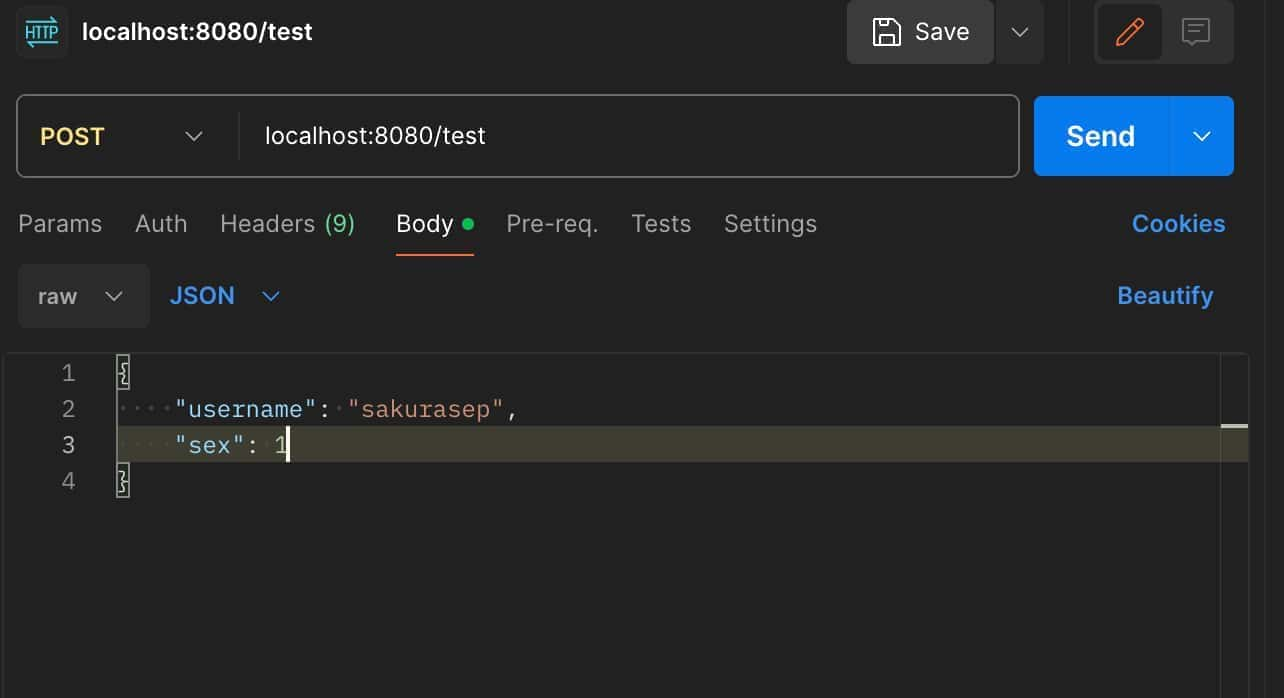 HTTP localhost:8080/test Save
POST localhost:8080/test Send
Params Auth Headers (9) Body Pre-req. Tests Settings Cookies
raw JSON Beautify
1 {
2 "username": "sakurasep",
3 "sex": 1
4 }